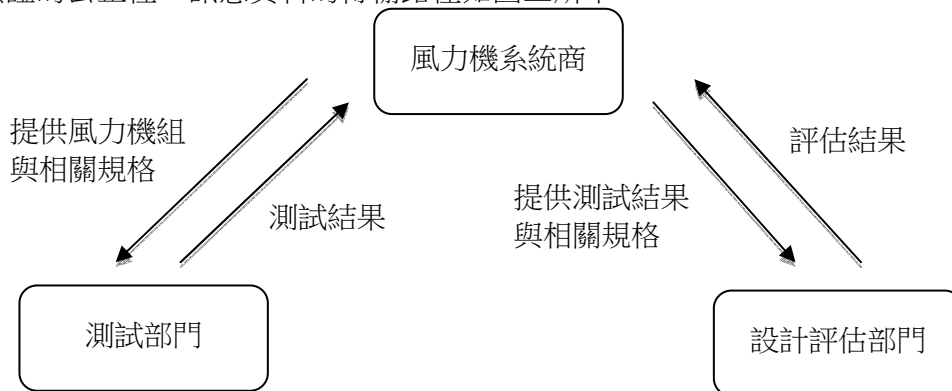 風力機系統商
提供風力機組
與相關規格
評估結果
測試結果
提供測試結果
與相關規格
測試部門
設計評估部門